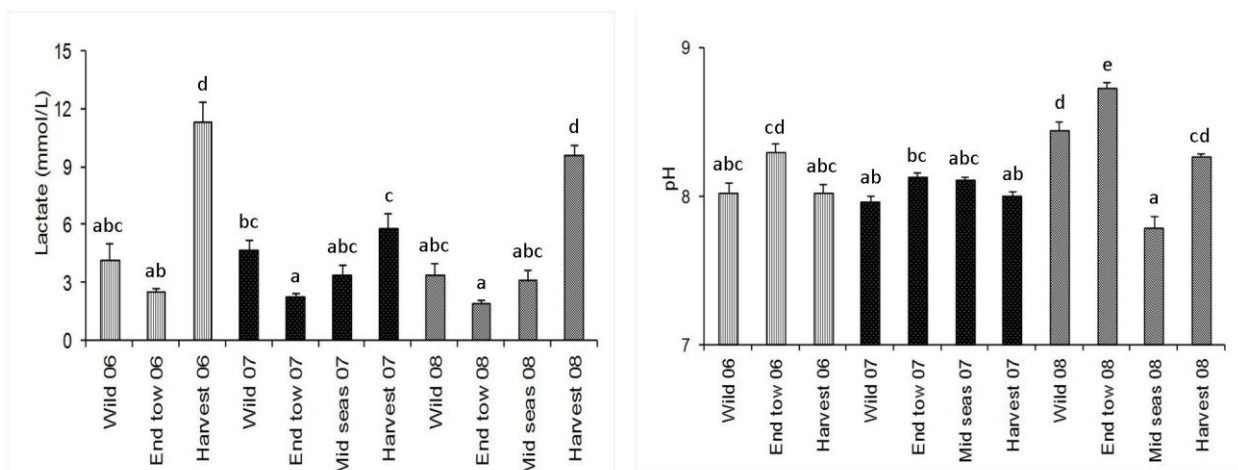 15
12
9
6
3
0
Lactate (mmol/L)
abc
ab
d
bc
a
abc
c
abc
a
abc
d
Wild 06
End tow 06
Harvest 06
Wild 07
End tow 07
Mid seas 07
Harvest 07
Wild 08
End tow 08
Mid seas 08
Harvest 08
9
8
7
pH
abc
cd
abc
ab
bc
abc
ab
d
e
a
cd
Wild 06
End tow 06
Harvest 06
Wild 07
End tow 07
Mid seas 07
Harvest 07
Wild 08
End tow 08
Mid seas 08
Harvest 08